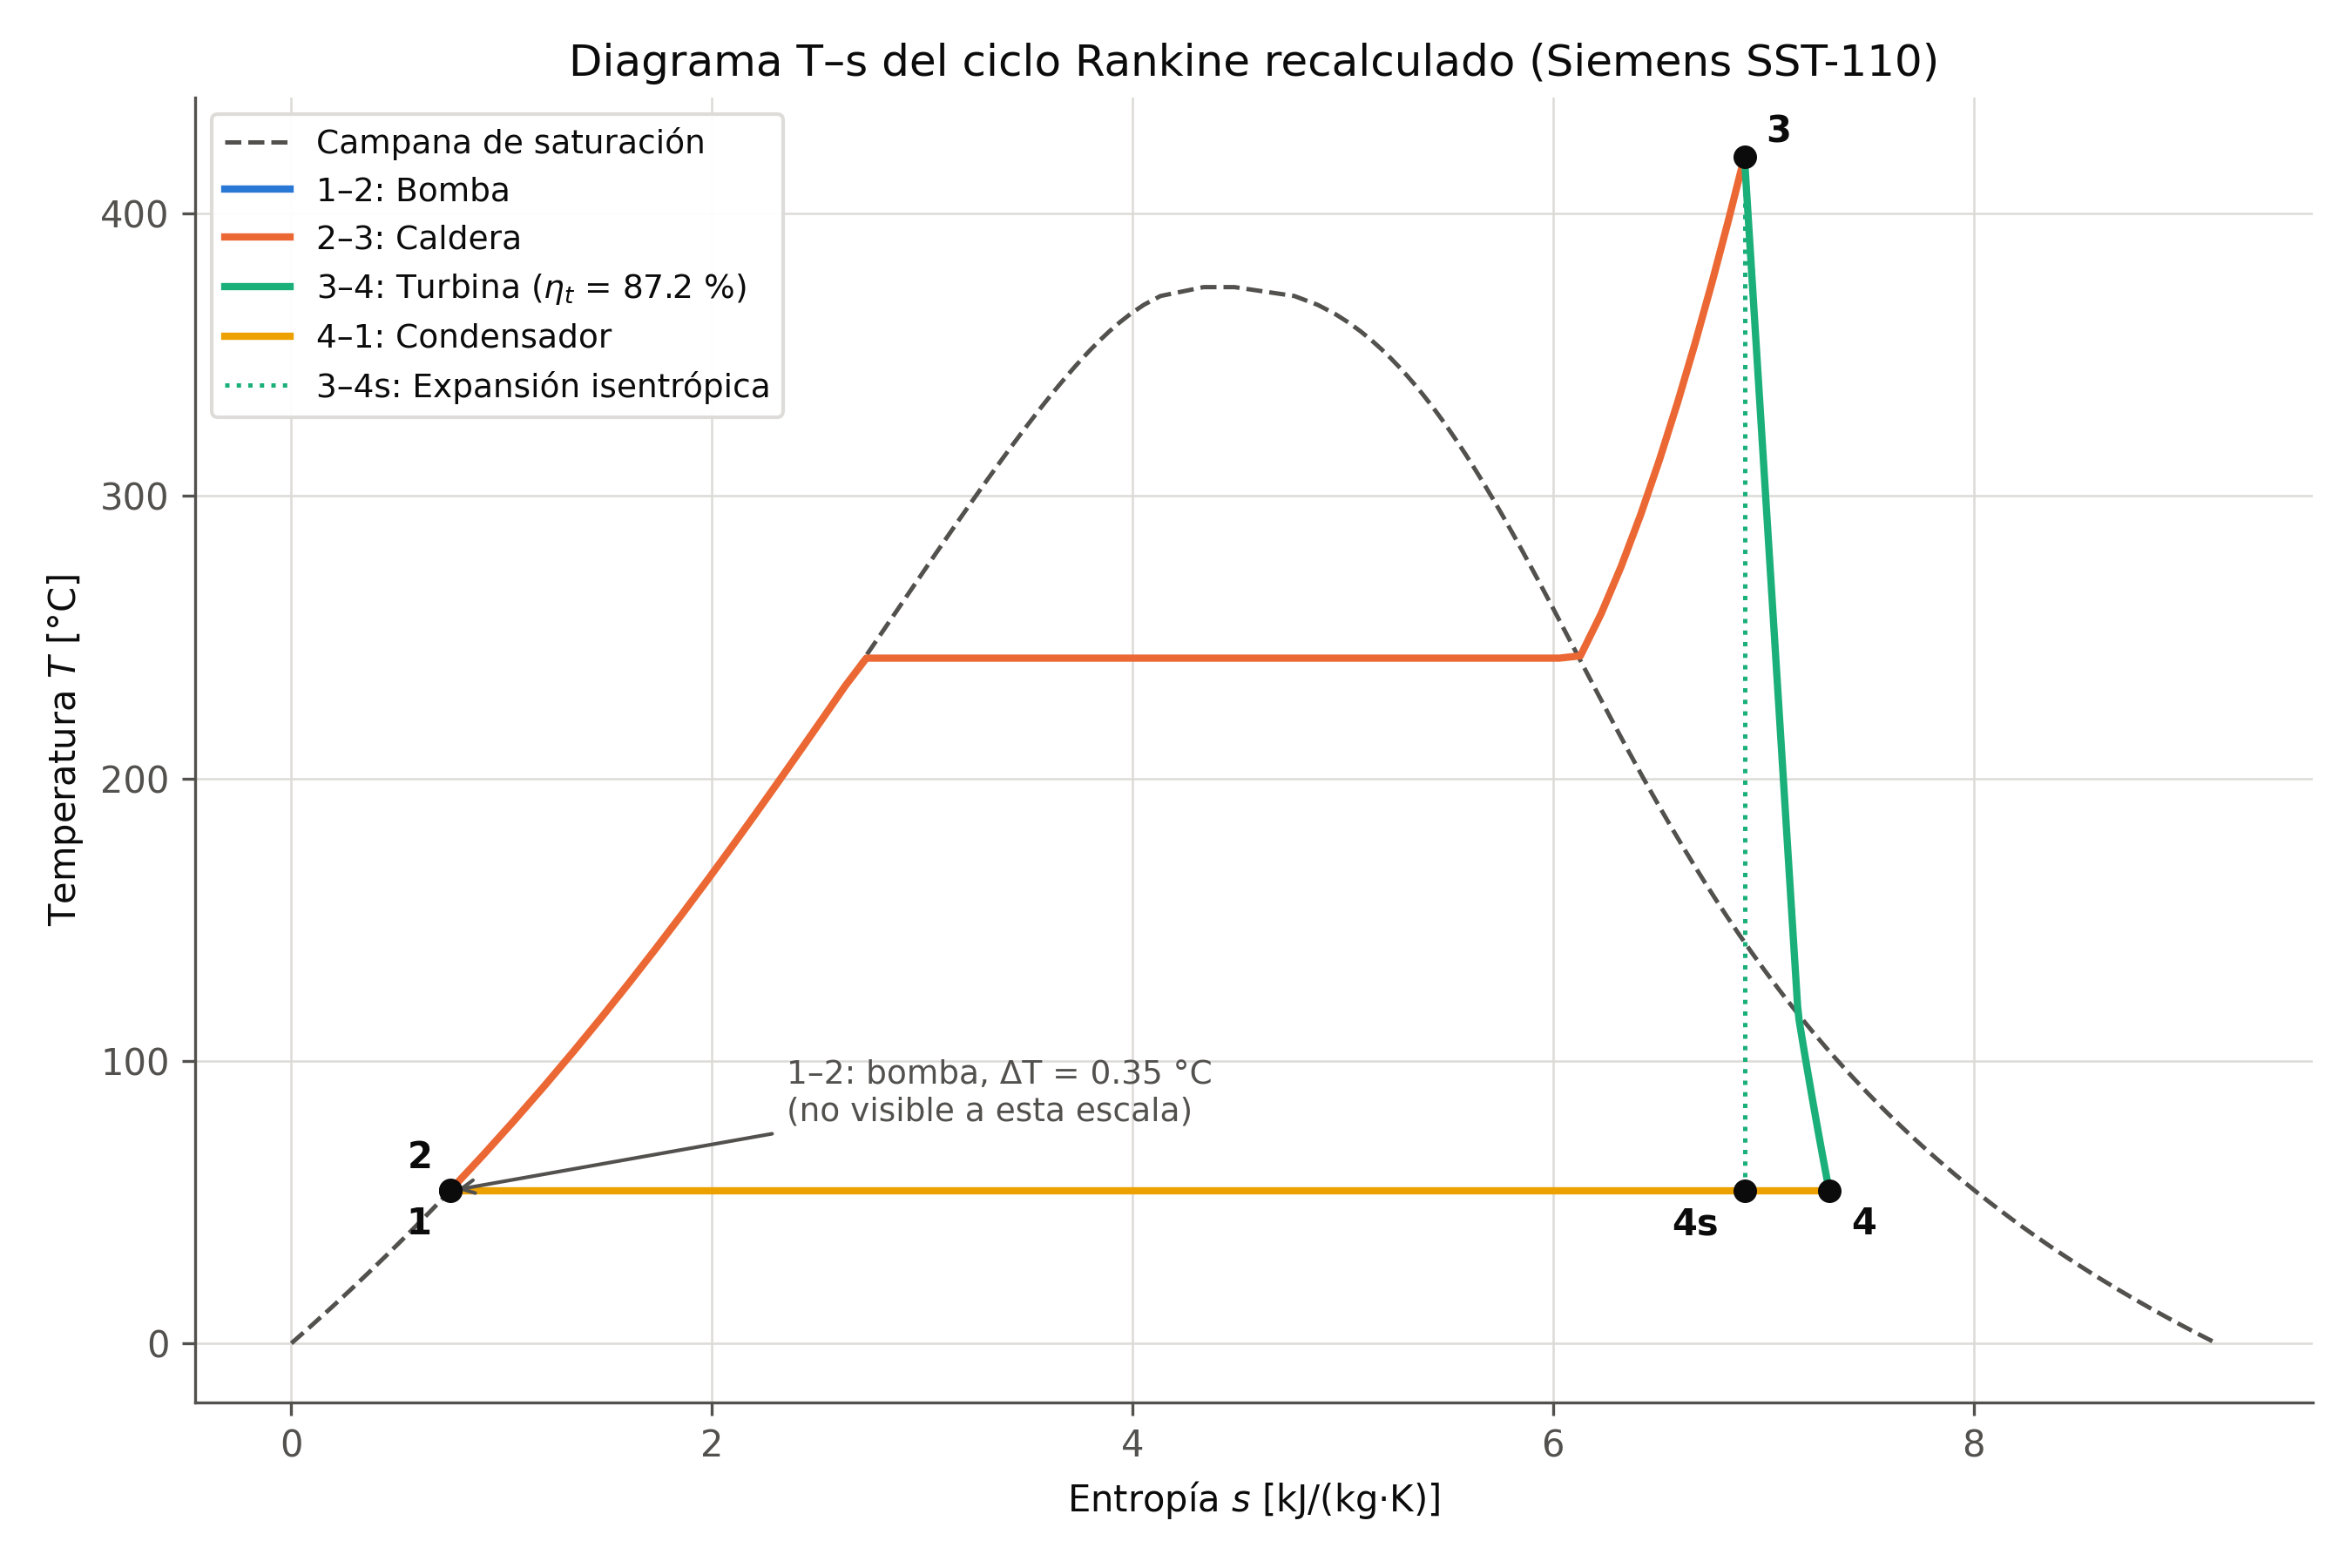 Diagrama T–s del ciclo Rankine recalculado (Siemens SST-110)
Campana de saturación
1–2: Bomba
2–3: Caldera
3–4: Turbina (ηt = 87.2 %)
4–1: Condensador
3–4s: Expansión isentrópica
3
400
300
200
100
0
Temperatura T [°C]
1–2: bomba, ΔT = 0.35 °C
(no visible a esta escala)
2
1
4s
4
0
2
4
6
8
Entropía s [kJ/(kg·K)]